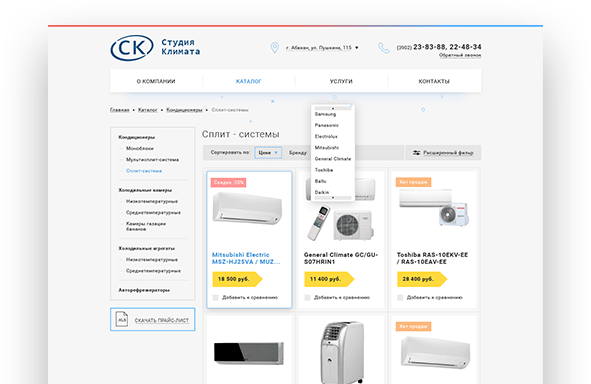 СК
Студия
Климата
г. Абакан, ул. Пушкина, 115
(3902) 23-83-88, 22-48-34
Обратный звонок
О КОМПАНИИ
КАТАЛОГ
УСЛУГИ
КОНТАКТЫ
Главная • Каталог • Кондиционеры • Сплит-системы
Кондиционеры
Моноблоки
Мультисплит-система
Сплит-система
Холодильные камеры
Низкотемпературные
Среднетемпературные
Камеры газации
бананов
Холодильные агрегаты
Низкотемпературные
Среднетемпературные
Авторефрижераторы
XLS
СКАЧАТЬ ПРАЙС-ЛИСТ
Сплит - системы
Сортировать по:
Цене
Бренду
Samsung
Panasonic
Electrolux
Mitsubishi
General Climate
Toshiba
Ballu
Daikin
Расширенный фильтр
Скидка -25%
Mitsubishi Electric
MSZ-HJ25VA / MUZ...
18 500 руб.
Добавить к сравнению
General Climate GC/GU-
S07HRIN1
11 400 руб.
Добавить к сравнению
Хит продаж
Toshiba RAS-10EKV-EE
/ RAS-10EAV-EE
28 400 руб.
Добавить к сравнению
Хит продаж